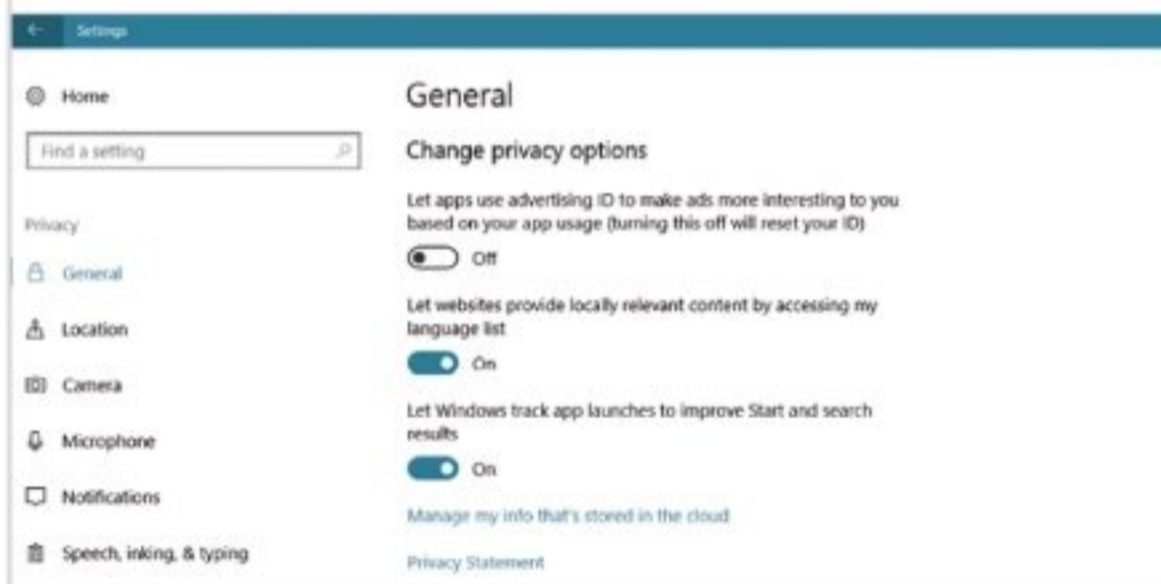 Settings
Home
Find a setting
Privacy
General
Location
Camera
Microphone
Notifications
Speech, inking, & typing
General
Change privacy options
Let apps use advertising ID to make ads more interesting to you
based on your app usage (turning this off will reset your ID)
Off
Let websites provide locally relevant content by accessing my
language list
On
Let Windows track app launches to improve Start and search
results
On
Manage my info that's stored in the cloud
Privacy Statement